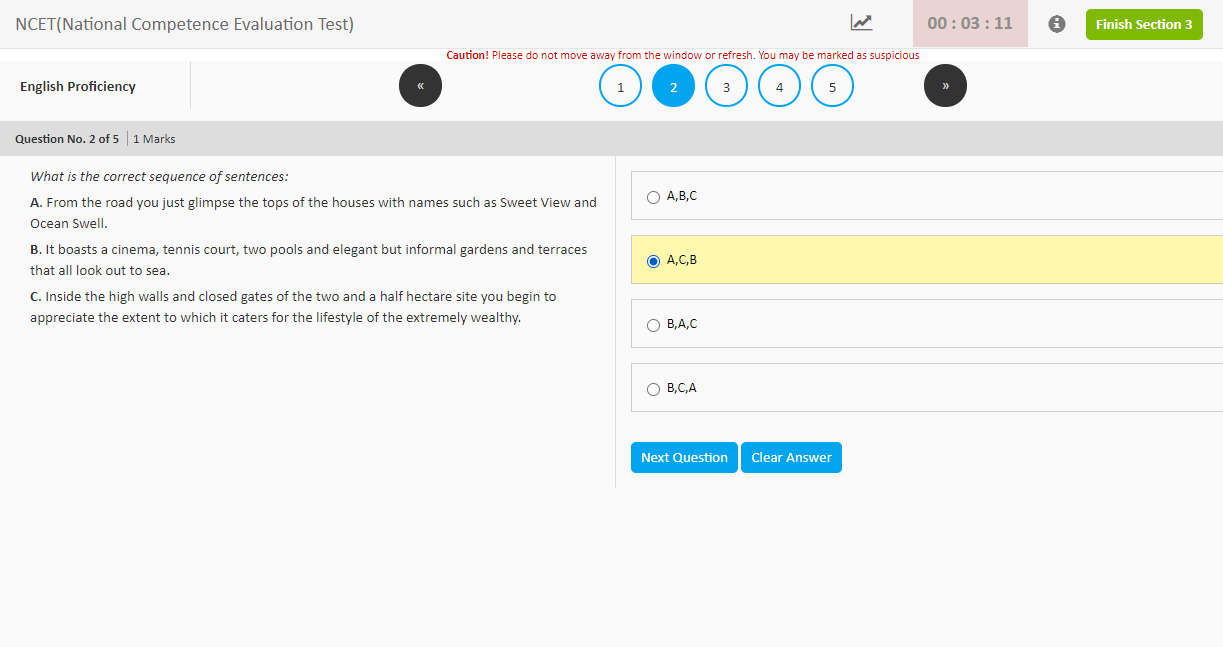 NCET(National Competence Evaluation Test)
00 : 03 : 11
Finish Section 3
Caution! Please do not move away from the window or refresh. You may be marked as suspicious
English Proficiency
«
1
2
3
4
5
»
Question No. 2 of 5
1 Marks
What is the correct sequence of sentences:
A. From the road you just glimpse the tops of the houses with names such as Sweet View and
Ocean Swell.
B. It boasts a cinema, tennis court, two pools and elegant but informal gardens and terraces
that all look out to sea.
C. Inside the high walls and closed gates of the two and a half hectare site you begin to
appreciate the extent to which it caters for the lifestyle of the extremely wealthy.
A,B,C
A,C,B
B,A,C
B,C,A
Next Question
Clear Answer